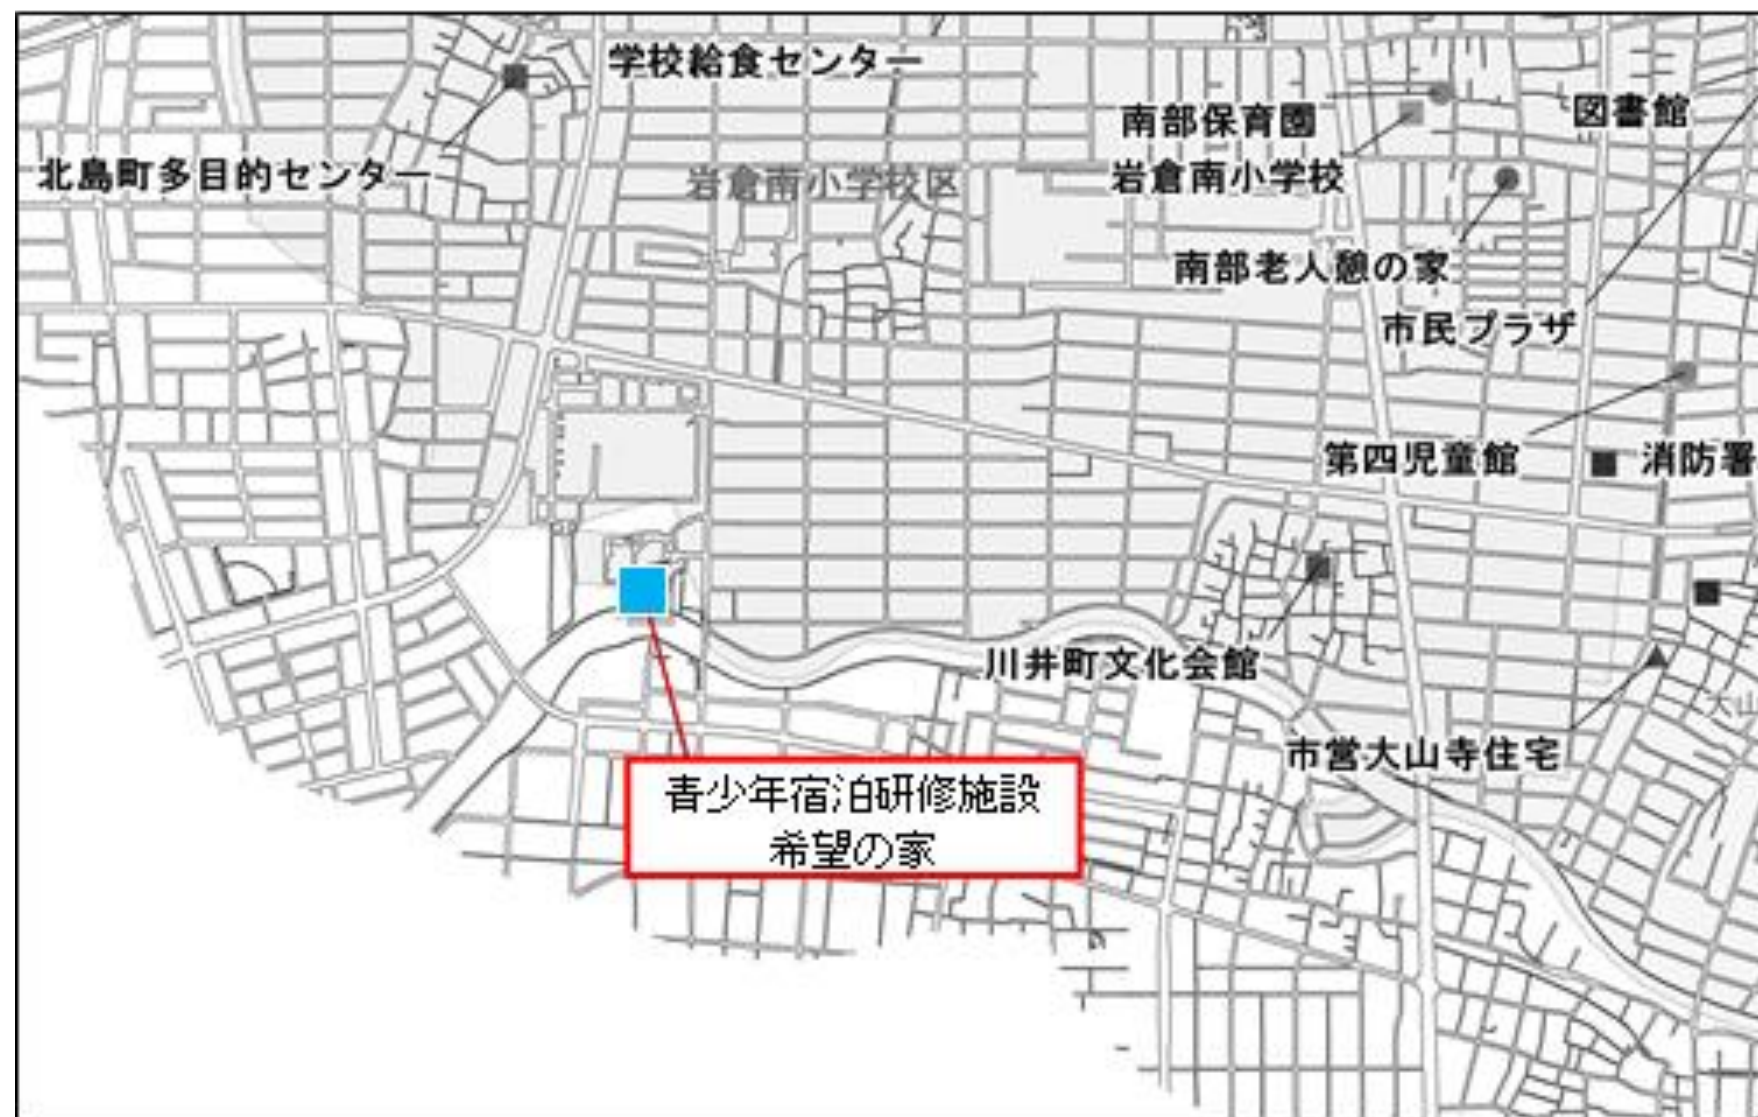 学校給食センター
南部保育園
図書館
北島町多目的センター
岩倉南小学校区
岩倉南小学校
南部老人憩の家
市民プラザ
第四児童館
消防署
川井町文化会館
大山
市営大山寺住宅
青少年宿泊研修施設
希望の家